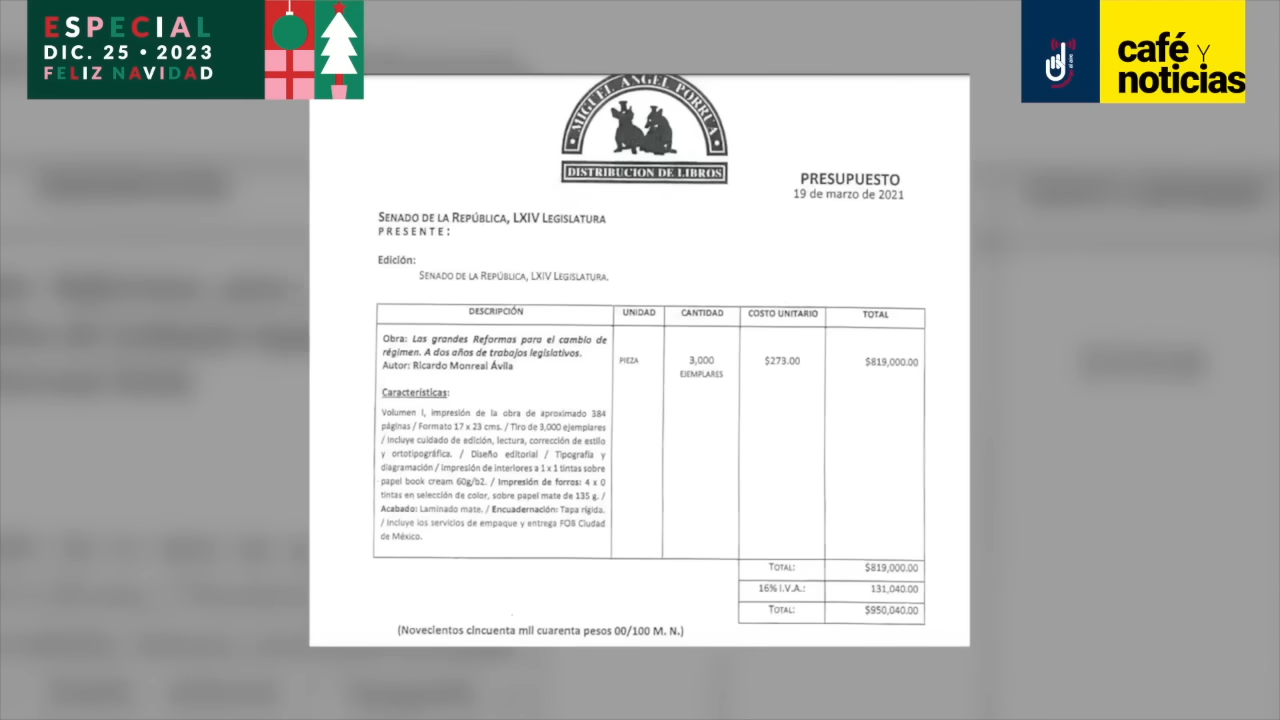 ESPECIAL
DIC. 25 • 2023
FELIZ NAVIDAD
café Y
noticias
• MIGUEL ANGEL PORRUA •
DISTRIBUCION DE LIBROS
PRESUPUESTO
19 de marzo de 2021
SENADO DE LA REPÚBLICA, LXIV LEGISLATURA
PRESENTE:
Edición:
SENADO DE LA REPÚBLICA, LXIV LEGISLATURA.
DESCRIPCIÓN UNIDAD CANTIDAD COSTO UNITARIO TOTAL
Obra: Las grandes Reformas para el cambio de
régimen. A dos años de trabajos legislativos.
Autor: Ricardo Monreal Ávila
PIEZA 3,000 $273.00 $819,000.00
EJEMPLARES
Características:
Volumen I, impresión de la obra de aproximado 384
páginas / Formato 17 x 23 cms. / Tiro de 3,000 ejemplares
/ Incluye cuidado de edición, lectura, corrección de estilo
y ortotipográfica. / Diseño editorial / Tipografía y
diagramación / impresión de interiores a 1 x 1 tintas sobre
papel book cream 60g/b2. / Impresión de forros: 4 x 0
tintas en selección de color, sobre papel mate de 135 g. /
Acabado: Laminado mate. / Encuadernación: Tapa rígida.
/ Incluye los servicios de empaque y entrega FOB Ciudad
de México.
TOTAL: $819,000.00
16% I.V.A.: 131,040.00
TOTAL: $950,040.00
(Novecientos cincuenta mil cuarenta pesos 00/100 M. N.)